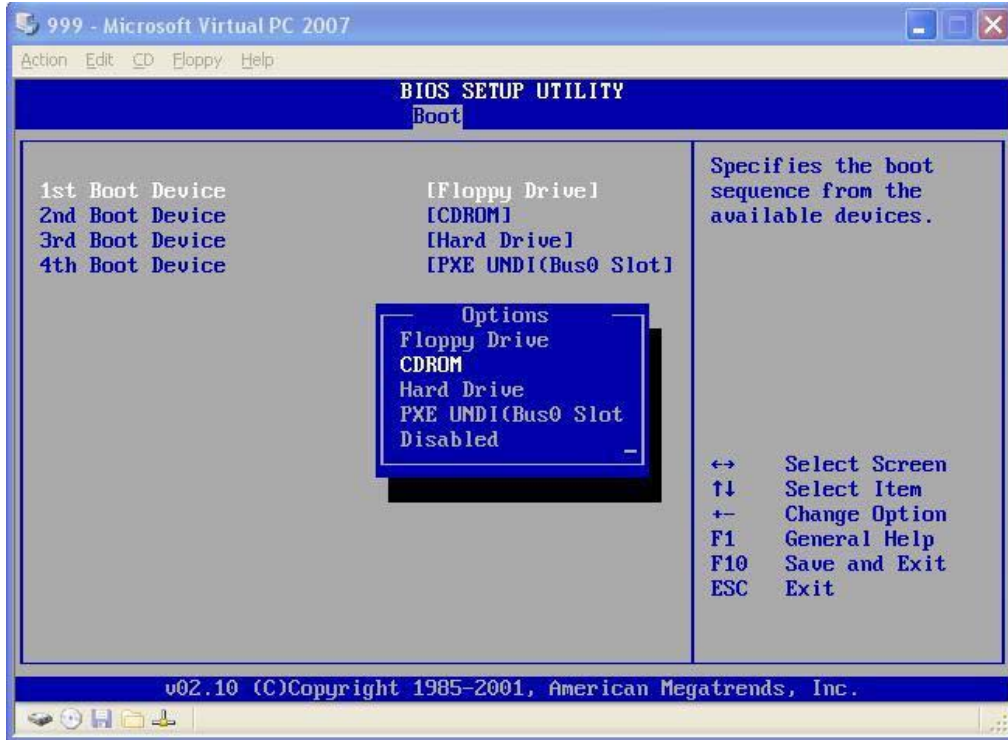 999 - Microsoft Virtual PC 2007
Action Edit CD Floppy Help
BIOS SETUP UTILITY
Boot
1st Boot Device [Floppy Drive]
2nd Boot Device [CDROM]
3rd Boot Device [Hard Drive]
4th Boot Device [PXE UNDI(Bus0 Slot]
Options
Floppy Drive
CDROM
Hard Drive
PXE UNDI(Bus0 Slot
Disabled
Specifies the boot
sequence from the
available devices.
←→ Select Screen
↑↓ Select Item
+- Change Option
F1 General Help
F10 Save and Exit
ESC Exit
v02.10 (C)Copyright 1985-2001, American Megatrends, Inc.